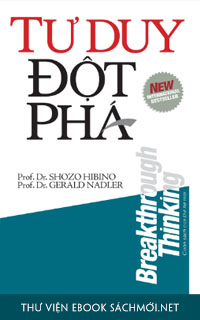 TƯ DUY
ĐỘT
PHÁ
NEW
INTERNATIONAL
BESTSELLER
Prof. Dr. SHOZO HIBINO
Prof. Dr. GERALD NADLER
Breakthrough
Thinking
THƯ VIỆN EBOOK SÁCHMỚI.NET